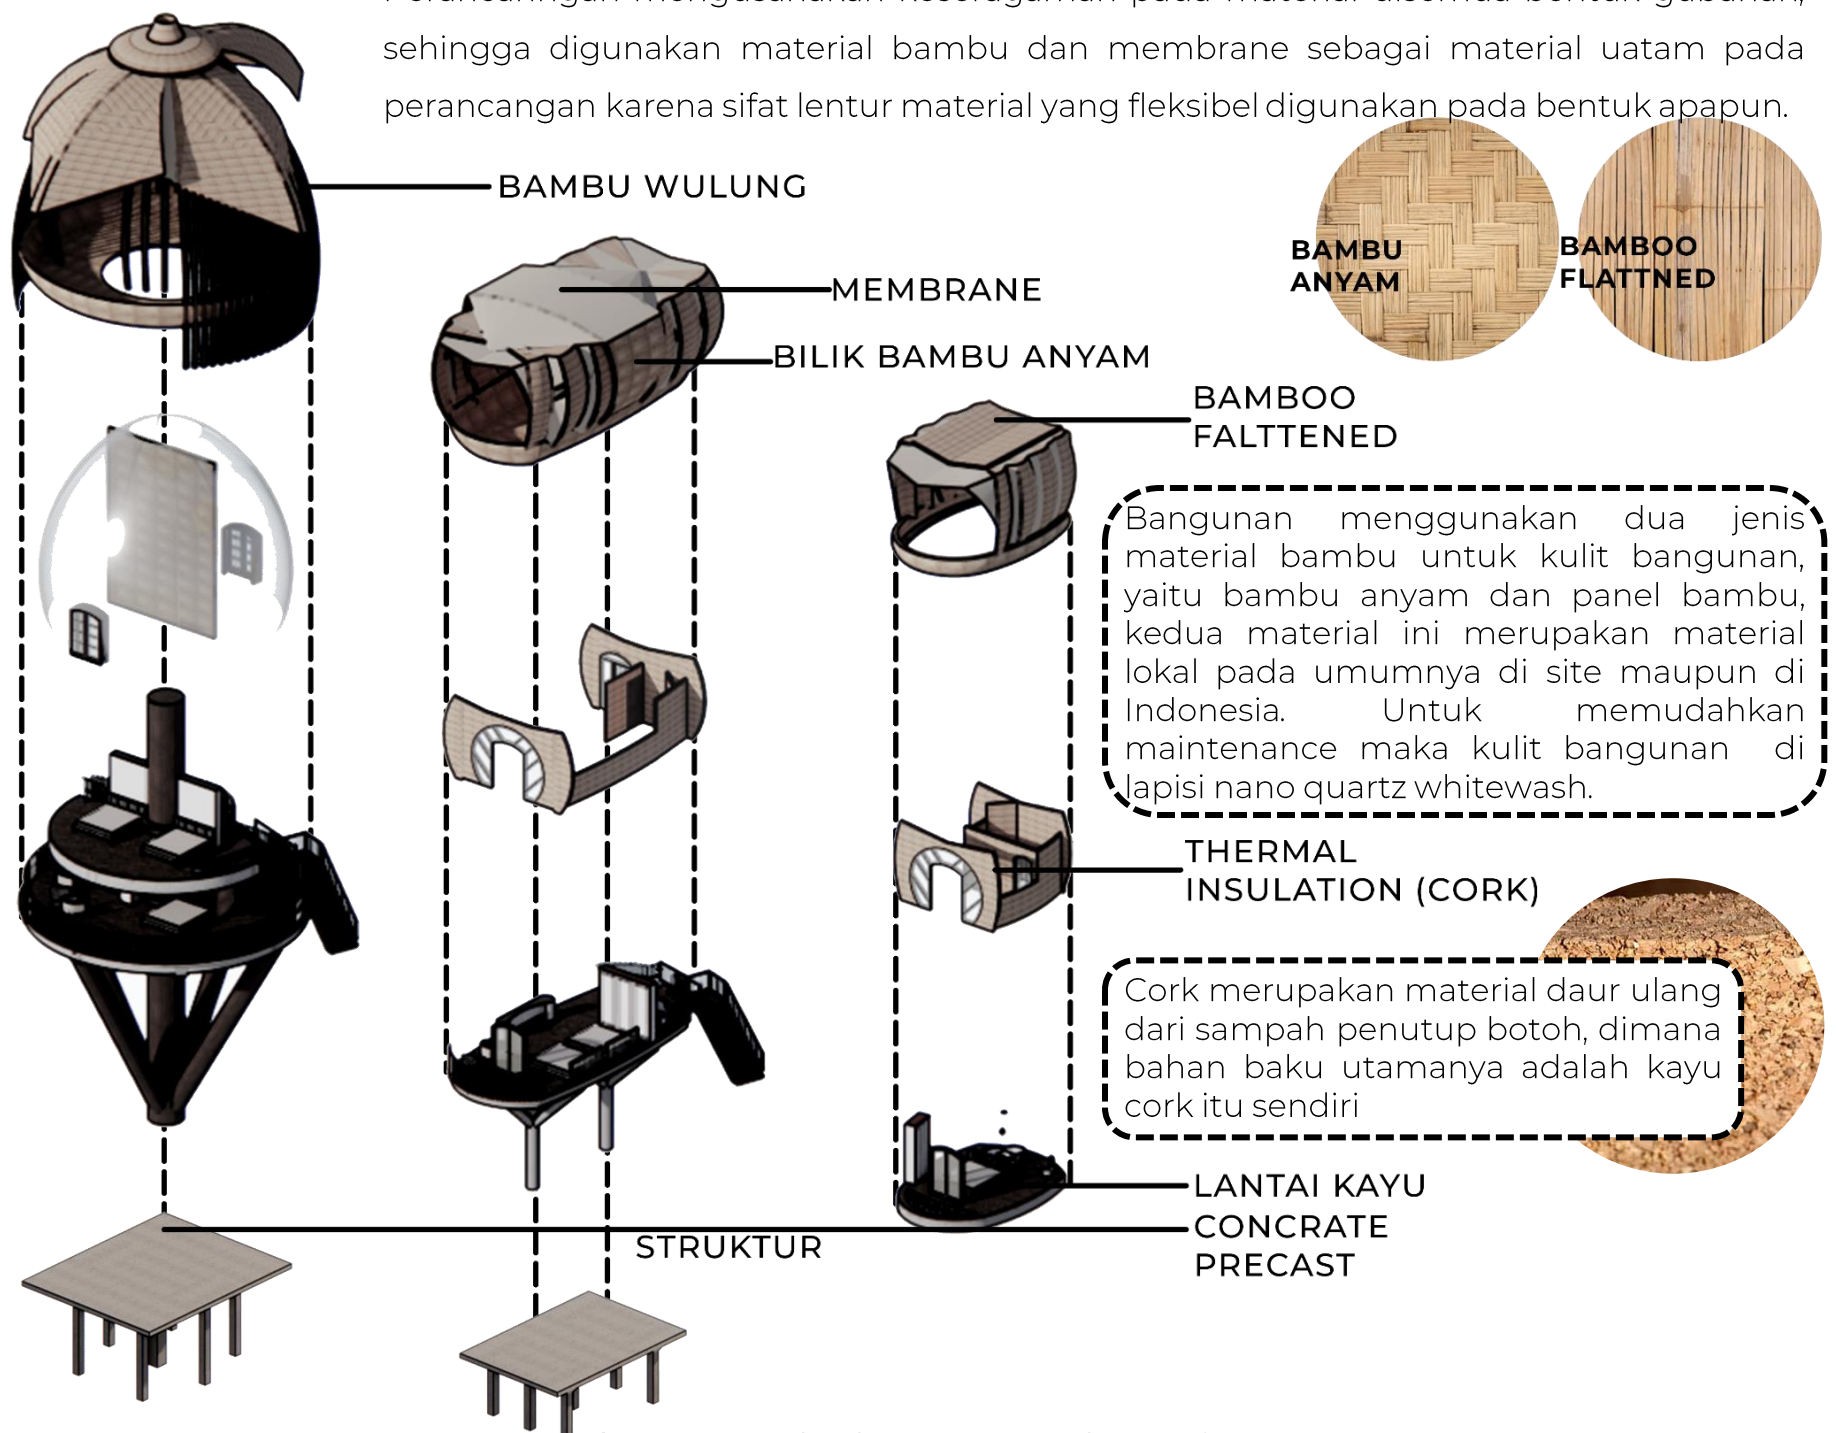 sehingga digunakan material bambu dan membrane sebagai material uatam pada
perancangan karena sifat lentur material yang fleksibel digunakan pada bentuk apapun.
BAMBU WULUNG
BAMBU
ANYAM
BAMBOO
FLATTNED
MEMBRANE
BILIK BAMBU ANYAM
BAMBOO
FALTTENED
Bangunan menggunakan dua jenis
material bambu untuk kulit bangunan,
yaitu bambu anyam dan panel bambu,
kedua material ini merupakan material
lokal pada umumnya di site maupun di
Indonesia. Untuk memudahkan
maintenance maka kulit bangunan di
lapisi nano quartz whitewash.
THERMAL
INSULATION (CORK)
Cork merupakan material daur ulang
dari sampah penutup botoh, dimana
bahan baku utamanya adalah kayu
cork itu sendiri
LANTAI KAYU
CONCRATE
PRECAST
STRUKTUR